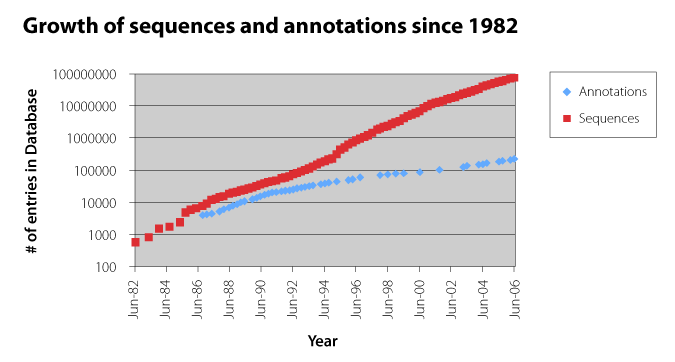 Growth of sequences and annotations since 1982
# of entries in Database
100000000
10000000
1000000
100000
10000
1000
100
Jun-82
Jun-84
Jun-86
Jun-88
Jun-90
Jun-92
Jun-94
Jun-96
Jun-98
Jun-00
Jun-02
Jun-04
Jun-06
Year
Annotations
Sequences